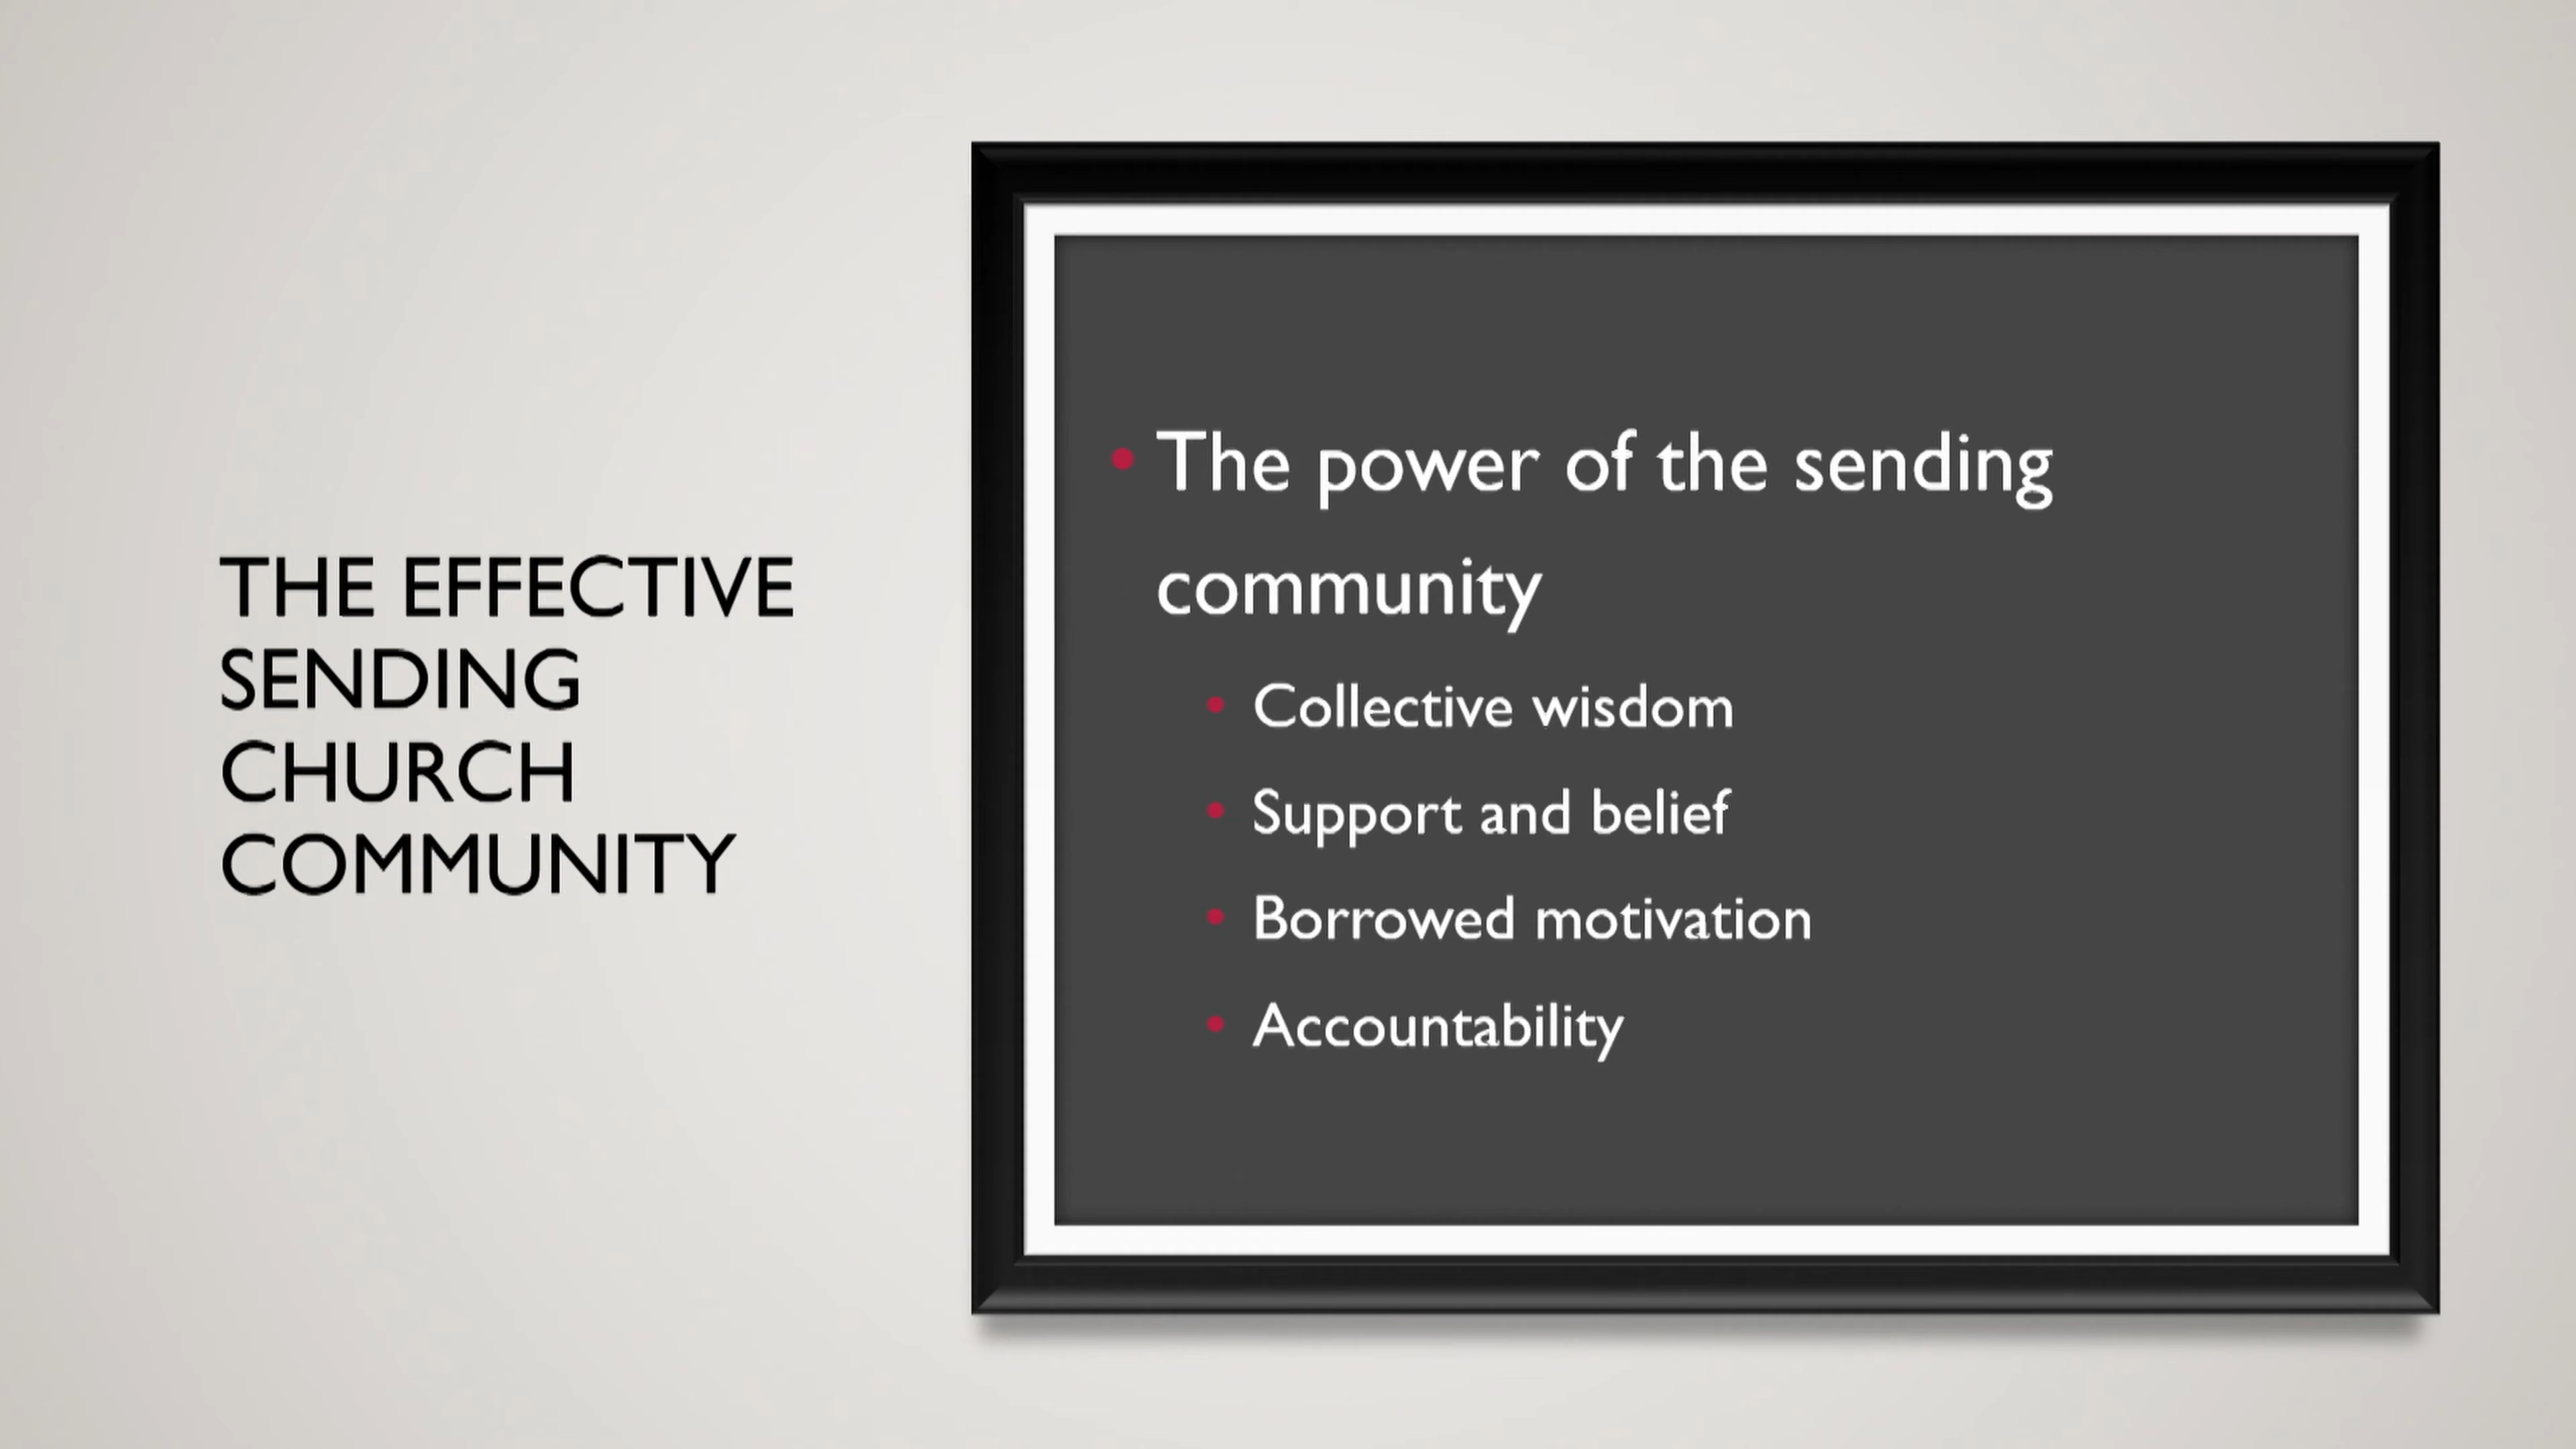 THE EFFECTIVE
SENDING
CHURCH
COMMUNITY
• The power of the sending
community
• Collective wisdom
• Support and belief
• Borrowed motivation
• Accountability